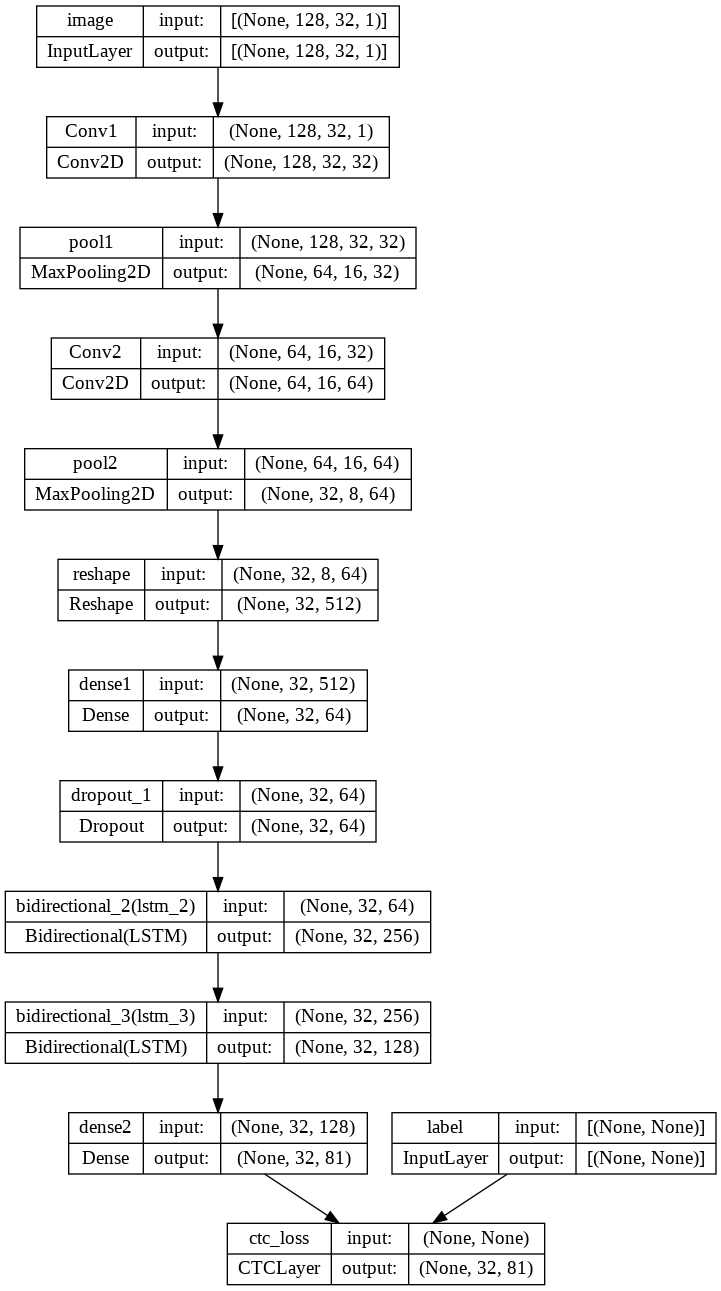 image input: [(None, 128, 32, 1)]
InputLayer output: [(None, 128, 32, 1)]
Conv1 input: (None, 128, 32, 1)
Conv2D output: (None, 128, 32, 32)
pool1 input: (None, 128, 32, 32)
MaxPooling2D output: (None, 64, 16, 32)
Conv2 input: (None, 64, 16, 32)
Conv2D output: (None, 64, 16, 64)
pool2 input: (None, 64, 16, 64)
MaxPooling2D output: (None, 32, 8, 64)
reshape input: (None, 32, 8, 64)
Reshape output: (None, 32, 512)
dense1 input: (None, 32, 512)
Dense output: (None, 32, 64)
dropout_1 input: (None, 32, 64)
Dropout output: (None, 32, 64)
bidirectional_2(lstm_2) input: (None, 32, 64)
Bidirectional(LSTM) output: (None, 32, 256)
bidirectional_3(lstm_3) input: (None, 32, 256)
Bidirectional(LSTM) output: (None, 32, 128)
dense2 input: (None, 32, 128)
Dense output: (None, 32, 81)
label input: [(None, None)]
InputLayer output: [(None, None)]
ctc_loss input: (None, None)
CTCLayer output: (None, 32, 81)